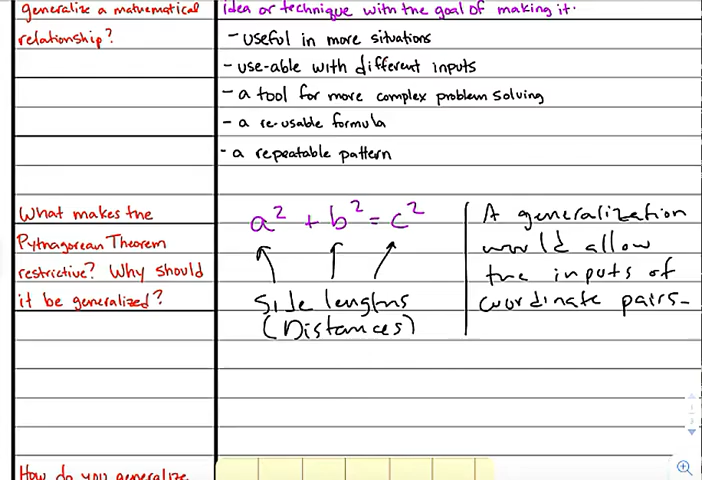 generalize a mathematical
relationship?
idea or technique with the goal of making it:
- useful in more situations
- use-able with different inputs
- a tool for more complex problem solving
- a re-usable formula
- a repeatable pattern
What makes the
Pythagorean Theorem
restrictive? Why should
it be generalized?
a² + b² = c²
Side lengths
(Distances)
A generalization
would allow
the inputs of
coordinate pairs-
How do you generalize